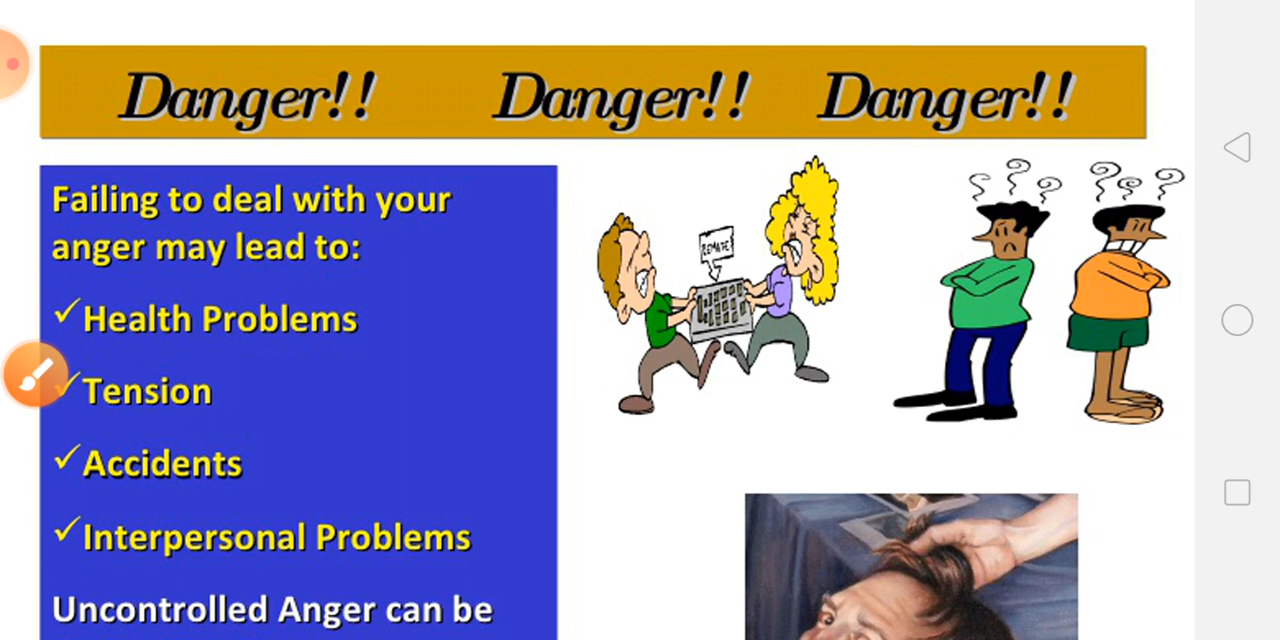 Danger!! Danger!! Danger!!
Failing to deal with your
anger may lead to:
✓Health Problems
✓Tension
✓Accidents
✓Interpersonal Problems
Uncontrolled Anger can be